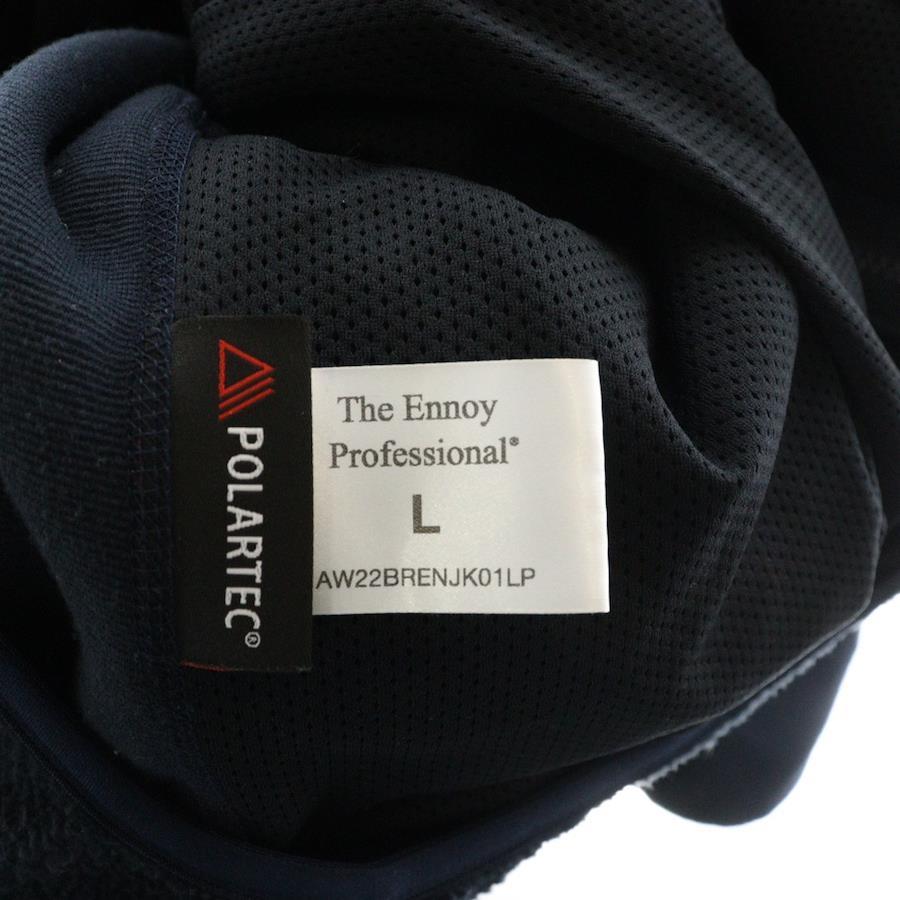 POLARTEC®
The Ennoy
Professional®
L
AW22BRENJK01LP